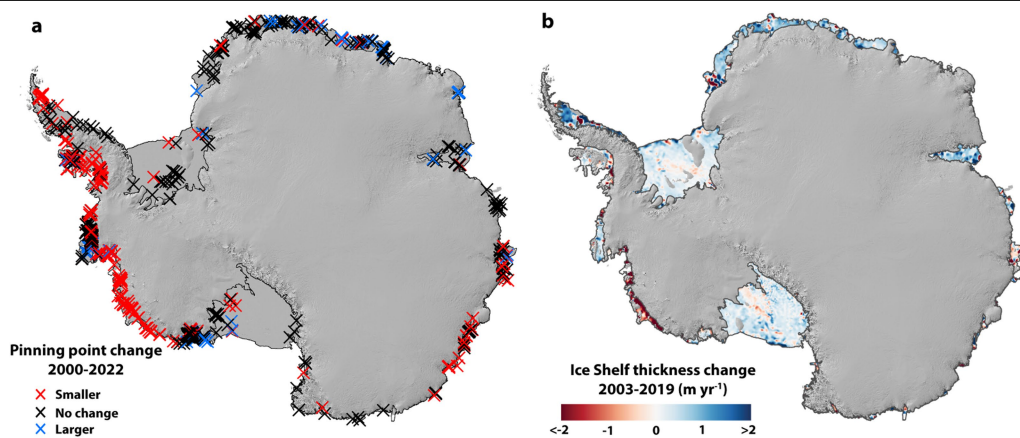 a
b
Pinning point change
2000-2022
Smaller
No change
Larger
Ice Shelf thickness change
2003-2019 (m yr⁻¹)
<-2 -1 0 1 >2